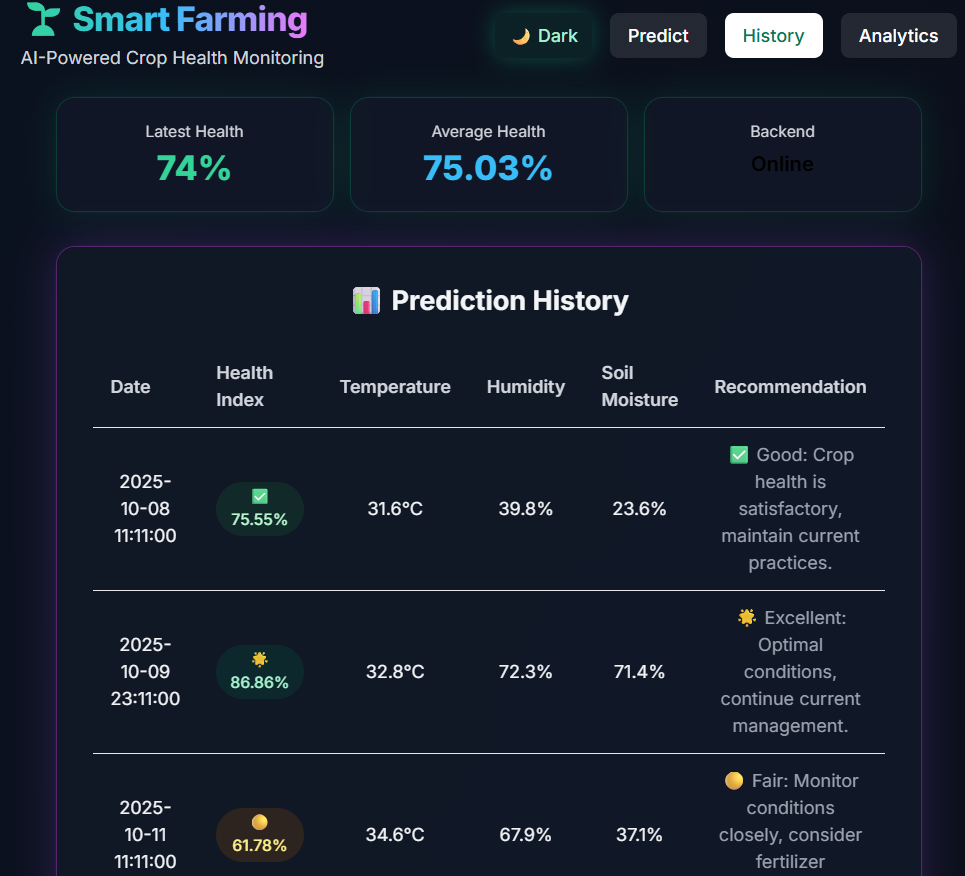 Smart Farming
AI-Powered Crop Health Monitoring
🌙 Dark
Predict
History
Analytics
Latest Health
74%
Average Health
75.03%
Backend
Online
📊 Prediction History
Date
Health
Index
Temperature
Humidity
Soil
Moisture
Recommendation
2025-
10-08
11:11:00
✅
75.55%
31.6°C
39.8%
23.6%
✅ Good: Crop
health is
satisfactory,
maintain current
practices.
2025-
10-09
23:11:00
🌟
86.86%
32.8°C
72.3%
71.4%
🌟 Excellent:
Optimal
conditions,
continue current
management.
2025-
10-11
11:11:00
🟡
61.78%
34.6°C
67.9%
37.1%
🟡 Fair: Monitor
conditions
closely, consider
fertilizer